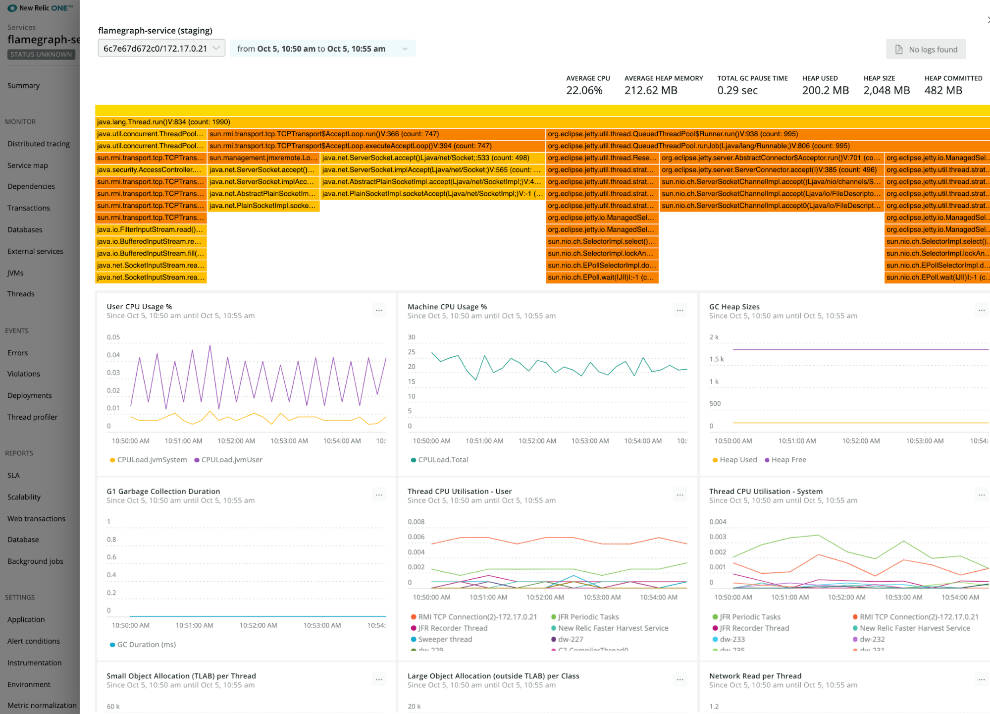 New Relic ONE™
Services
flamegraph-se
STATUS UNKNOWN
Summary
MONITOR
Distributed tracing
Service map
Dependencies
Transactions
Databases
External services
JVMs
Threads
EVENTS
Errors
Violations
Deployments
Thread profiler
REPORTS
SLA
Scalability
Web transactions
Database
Background jobs
SETTINGS
Application
Alert conditions
Instrumentation
Environment
Metric normalization
flamegraph-service (staging)
6c7e67d672c0/172.17.0.21
from Oct 5, 10:50 am to Oct 5, 10:55 am
No logs found
AVERAGE CPU AVERAGE HEAP MEMORY TOTAL GC PAUSE TIME HEAP USED HEAP SIZE HEAP COMMITTED
22.06% 212.62 MB 0.29 sec 200.2 MB 2,048 MB 482 MB
java.lang.Thread.run()V:834 (count: 1990)
java.util.concurrent.ThreadPool... sun.rmi.transport.tcp.TCPTransport$AcceptLoop.run()V:366 (count: 747) org.eclipse.jetty.util.thread.QueuedThreadPool$Runner.run()V:938 (count: 995)
java.util.concurrent.ThreadPool... sun.rmi.transport.tcp.TCPTransport$AcceptLoop.executeAcceptLoop()V:394 (count: 747) org.eclipse.jetty.util.thread.QueuedThreadPool.runJob(Ljava/lang/Runnable;)V:806 (count: 995)
sun.rmi.transport.tcp.TCPTrans... sun.management.jmxremote.Lo... java.net.ServerSocket.accept()Ljava/net/Socket;:533 (count: 498) org.eclipse.jetty.util.thread.Rese... org.eclipse.jetty.server.AbstractConnector$Acceptor.run()V:701 (co... org.eclipse.jetty.io.ManagedSel...
java.security.AccessController.... java.net.ServerSocket.accept()... java.net.ServerSocket.implAccept(Ljava/net/Socket;)V:565 (count: ... org.eclipse.jetty.util.thread.strat... org.eclipse.jetty.server.ServerConnector.accept(I)V:385 (count: 496) org.eclipse.jetty.util.thread.strat...
sun.rmi.transport.tcp.TCPTrans... java.net.ServerSocket.implAcc... java.net.AbstractPlainSocketImpl.accept(Ljava/net/SocketImpl;)V:4... org.eclipse.jetty.util.thread.strat... sun.nio.ch.ServerSocketChannelImpl.accept()Ljava/nio/channels/S... org.eclipse.jetty.util.thread.strat...
sun.rmi.transport.tcp.TCPTrans... java.net.AbstractPlainSocketIm... org.eclipse.jetty.util.thread.strat... org.eclipse.jetty.util.thread.strat...
sun.rmi.transport.tcp.TCPTrans... java.net.PlainSocketImpl.socke... org.eclipse.jetty.util.thread.strat... org.eclipse.jetty.util.thread.strat...
sun.rmi.transport.tcp.TCPTrans... org.eclipse.jetty.util.thread.strat... org.eclipse.jetty.util.thread.strat...
java.io.FilterInputStream.read()... org.eclipse.jetty.io.ManagedSel... org.eclipse.jetty.io.ManagedSel...
java.io.BufferedInputStream.re... sun.nio.ch.SelectorImpl.select()... sun.nio.ch.SelectorImpl.select()...
java.io.BufferedInputStream.fill(... sun.nio.ch.SelectorImpl.lockAn... sun.nio.ch.SelectorImpl.lockAn...
java.net.SocketInputStream.rea... sun.nio.ch.EPollSelectorImpl.do... sun.nio.ch.EPollSelectorImpl.d...
java.net.SocketInputStream.rea... sun.nio.ch.EPoll.wait(IJII)I:-1 (c... sun.nio.ch.EPoll.wait(IJII)I:-1 (...
User CPU Usage %
Since Oct 5, 10:50 am until Oct 5, 10:55 am
0.05
0.04
0.03
0.02
0.01
0
10:50:00 AM 10:51:00 AM 10:52:00 AM 10:53:00 AM 10:54:00 AM 10:
CPULoad.jvmSystem CPULoad.jvmUser
Machine CPU Usage %
Since Oct 5, 10:50 am until Oct 5, 10:55 am
30
25
20
15
10
5
0
10:50:00 AM 10:51:00 AM 10:52:00 AM 10:53:00 AM 10:54:00 AM 10:
CPULoad.Total
GC Heap Sizes
Since Oct 5, 10:50 am until Oct 5, 10:55 am
2 k
1.5 k
1 k
500
0
10:50:00 AM 10:51:00 AM 10:52:00 AM 10:53:00 AM 10:54:
Heap Used Heap Free
G1 Garbage Collection Duration
Since Oct 5, 10:50 am until Oct 5, 10:55 am
1
0.8
0.6
0.4
0.2
0
10:50:00 AM 10:51:00 AM 10:52:00 AM 10:53:00 AM 10:54:
GC Duration (ms)
Thread CPU Utilisation - User
Since Oct 5, 10:50 am until Oct 5, 10:55 am
0.008
0.006
0.004
0.002
0
10:50:00 AM 10:51:00 AM 10:52:00 AM 10:53:00 AM 10:54:00 AM
RMI TCP Connection(2)-172.17.0.21 JFR Periodic Tasks
JFR Recorder Thread New Relic Faster Harvest Service
Sweeper thread dw-227
dw-229 C2 CompilerThread0
Thread CPU Utilisation - System
Since Oct 5, 10:50 am until Oct 5, 10:55 am
0.004
0.003
0.002
0.001
0
10:50:00 AM 10:51:00 AM 10:52:00 AM 10:53:00 AM 10:54:00 AM
JFR Periodic Tasks RMI TCP Connection(2)-172.17.0.21
JFR Recorder Thread New Relic Faster Harvest Service
dw-233 dw-232
dw-235 dw-231
Small Object Allocation (TLAB) per Thread
Since Oct 5, 10:50 am until Oct 5, 10:55 am
60 k
Large Object Allocation (outside TLAB) per Class
Since Oct 5, 10:50 am until Oct 5, 10:55 am
20 k
Network Read per Thread
Since Oct 5, 10:50 am until Oct 5, 10:55 am
1.2